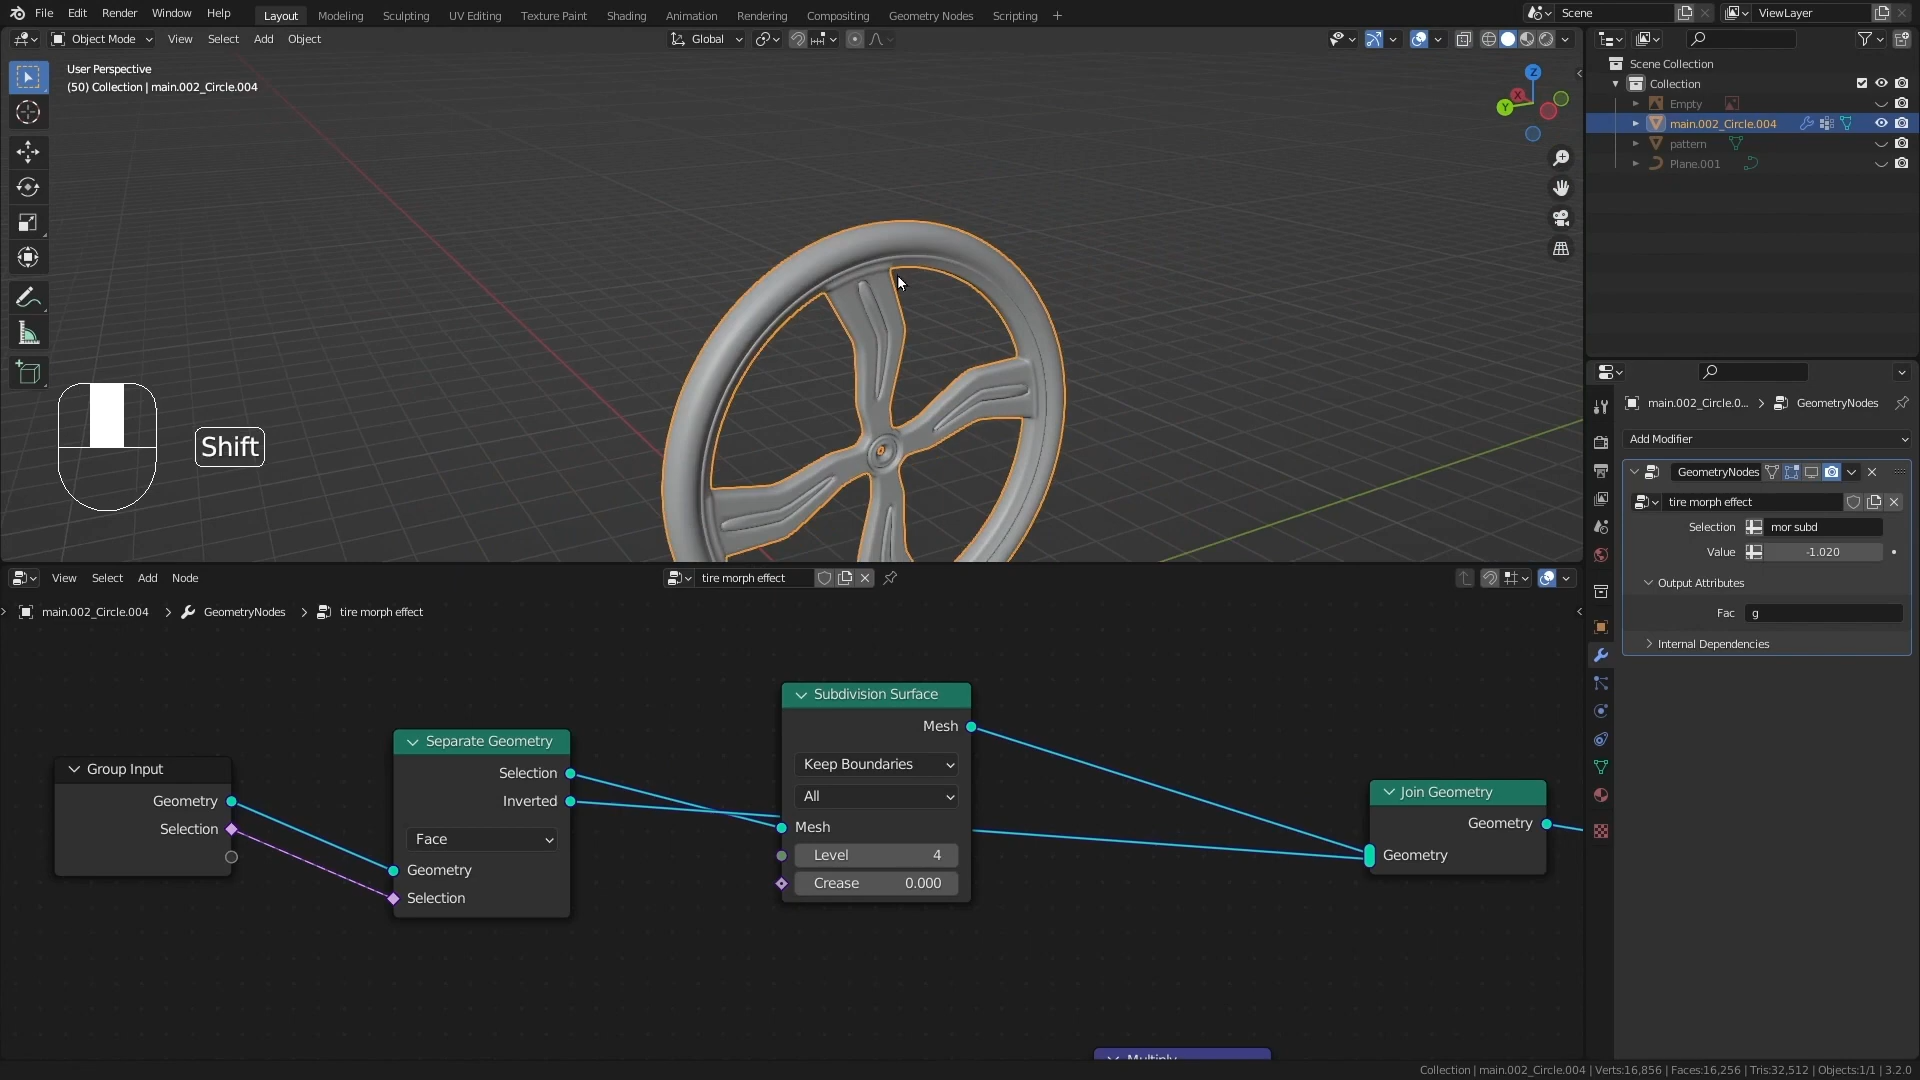 File Edit Render Window Help Layout Modeling Sculpting UV Editing Texture Paint Shading Animation Rendering Compositing Geometry Nodes Scripting + Scene ViewLayer
Object Mode View Select Add Object Global
User Perspective
(50) Collection | main.002_Circle.004
Z
X
Y
Shift
Scene Collection
Collection
Empty
main.002_Circle.004
pattern
Plane.001
main.002_Circle.0... > GeometryNodes
Add Modifier
GeometryNodes
tire morph effect
Selection mor subd
Value -1.020
Output Attributes
Fac g
Internal Dependencies
View Select Add Node tire morph effect
main.002_Circle.004 > GeometryNodes > tire morph effect
Group Input
Geometry
Selection
Separate Geometry
Selection
Inverted
Face
Geometry
Selection
Subdivision Surface
Mesh
Keep Boundaries
All
Mesh
Level 4
Crease 0.000
Join Geometry
Geometry
Geometry
Multiply
Collection | main.002_Circle.004 | Verts:16,856 | Faces:16,256 | Tris:32,512 | Objects:1/1 | 3.2.0